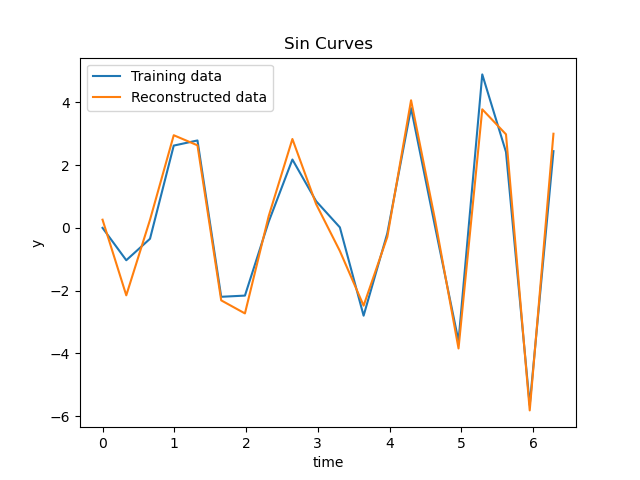 Sin Curves
Training data
Reconstructed data
y
4
2
0
−2
−4
−6
0 1 2 3 4 5 6
time